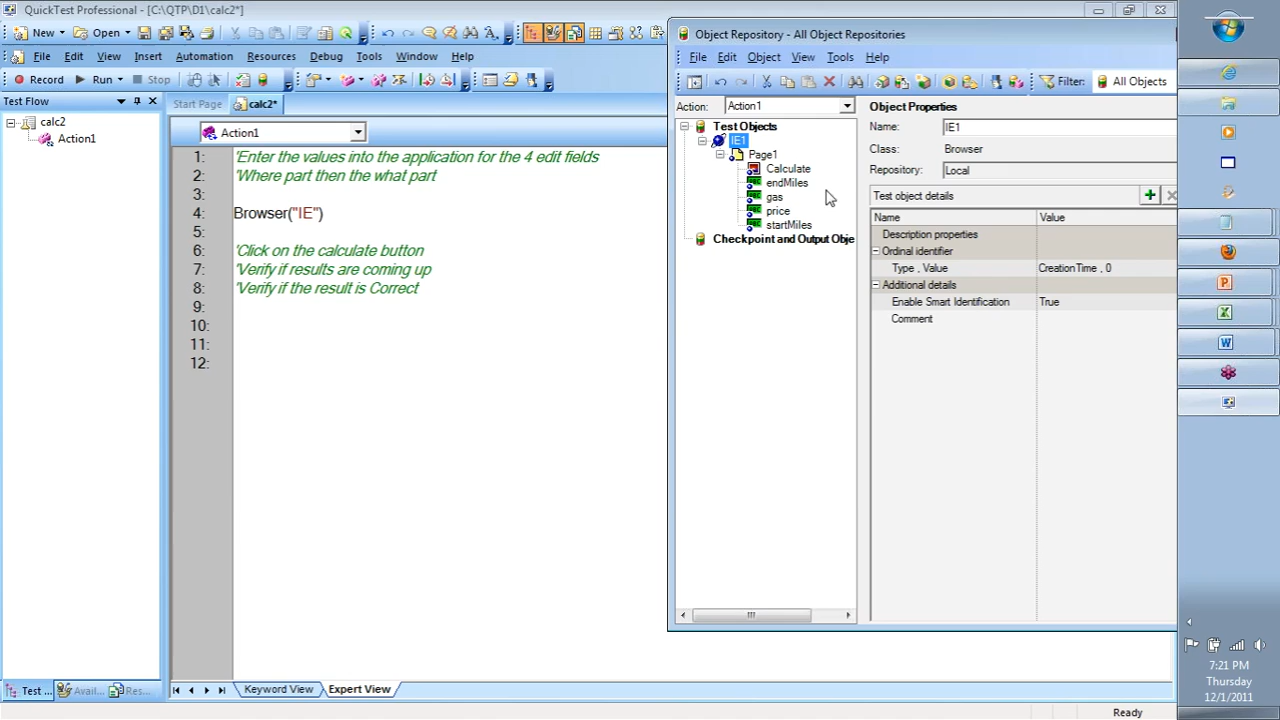 QuickTest Professional - [C:\QTP\D1\calc2*]
New
Open
File Edit View Insert Automation Resources Debug Tools Window Help
Record
Run
Stop
Test Flow
calc2
Action1
Start Page
calc2*
Action1
1: 'Enter the values into the application for the 4 edit fields
2: 'Where part then the what part
3:
4: Browser("IE")
5:
6: 'Click on the calculate button
7: 'Verify if results are coming up
8: 'Verify if the result is Correct
9:
10:
11:
12:
Test ...
Avai...
Res...
Keyword View
Expert View
Object Repository - All Object Repositories
File Edit Object View Tools Help
Filter:
All Objects
Action:
Action1
Test Objects
IE1
Page1
Calculate
endMiles
gas
price
startMiles
Checkpoint and Output Obje
Object Properties
Name: IE1
Class: Browser
Repository: Local
Test object details
Name Value
Description properties
Ordinal identifier
Type , Value CreationTime , 0
Additional details
Enable Smart Identification True
Comment
7:21 PM
Thursday
12/1/2011
Ready